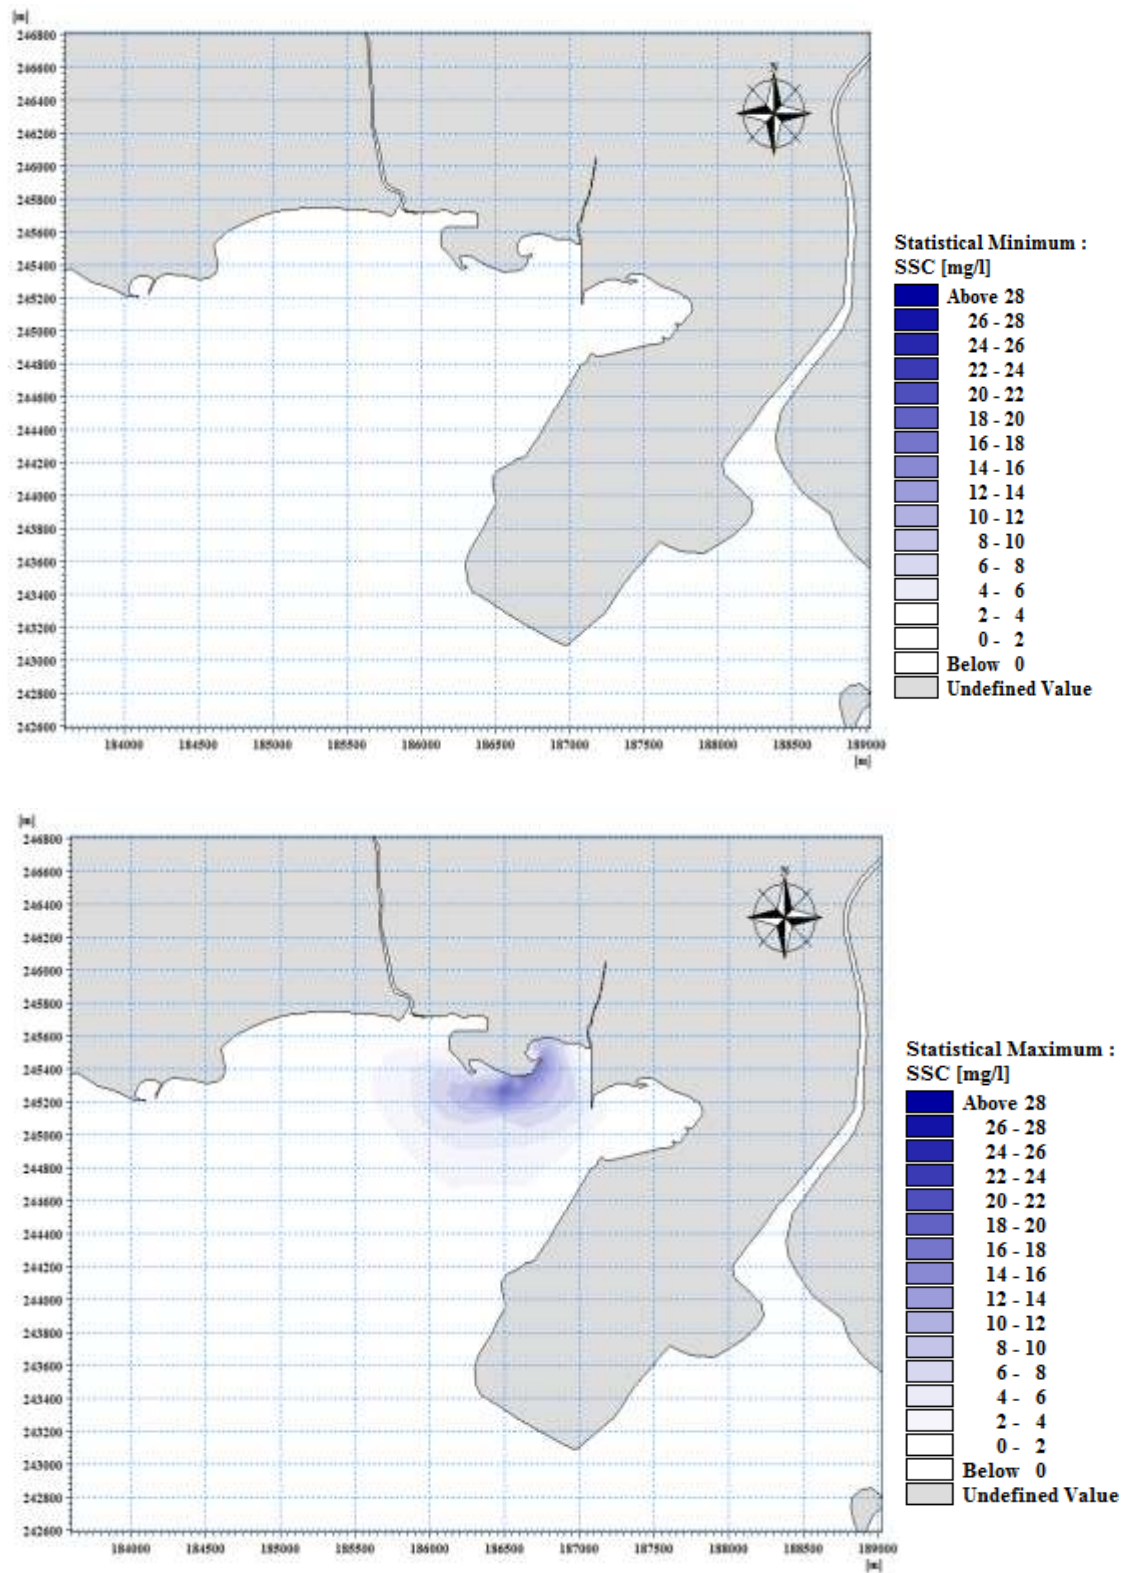 [m]
246800
246600
246400
246200
246000
245800
245600
245400
245200
245000
244800
244600
244400
244200
244000
243800
243600
243400
243200
243000
242800
242600
184000 184500 185000 185500 186000 186500 187000 187500 188000 188500 189000
[m]
N
Statistical Minimum :
SSC [mg/l]
Above 28
26 - 28
24 - 26
22 - 24
20 - 22
18 - 20
16 - 18
14 - 16
12 - 14
10 - 12
8 - 10
6 - 8
4 - 6
2 - 4
0 - 2
Below 0
Undefined Value
[m]
246800
246600
246400
246200
246000
245800
245600
245400
245200
245000
244800
244600
244400
244200
244000
243800
243600
243400
243200
243000
242800
242600
184000 184500 185000 185500 186000 186500 187000 187500 188000 188500 189000
[m]
N
Statistical Maximum :
SSC [mg/l]
Above 28
26 - 28
24 - 26
22 - 24
20 - 22
18 - 20
16 - 18
14 - 16
12 - 14
10 - 12
8 - 10
6 - 8
4 - 6
2 - 4
0 - 2
Below 0
Undefined Value